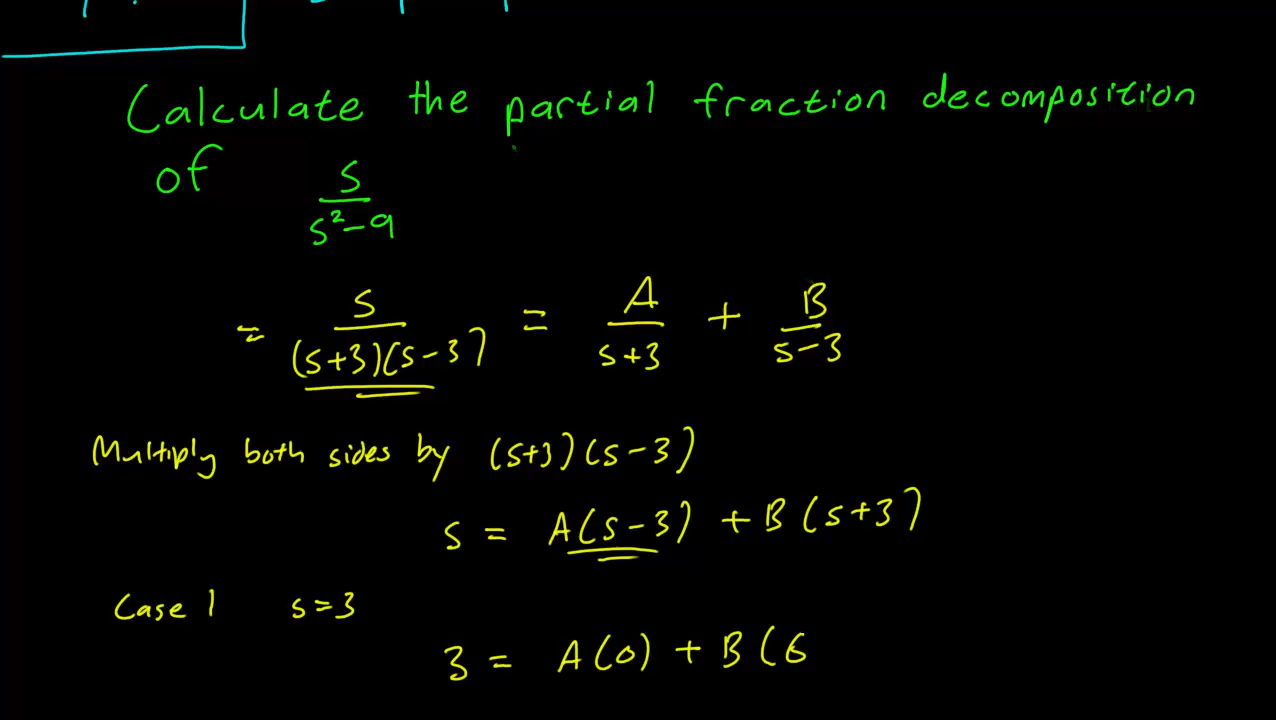 Calculate the partial fraction decomposition
of s/(s²-9)
= s/((s+3)(s-3)) = A/(s+3) + B/(s-3)
Multiply both sides by (s+3)(s-3)
s = A(s-3) + B(s+3)
Case 1 s=3
3 = A(0) + B(6